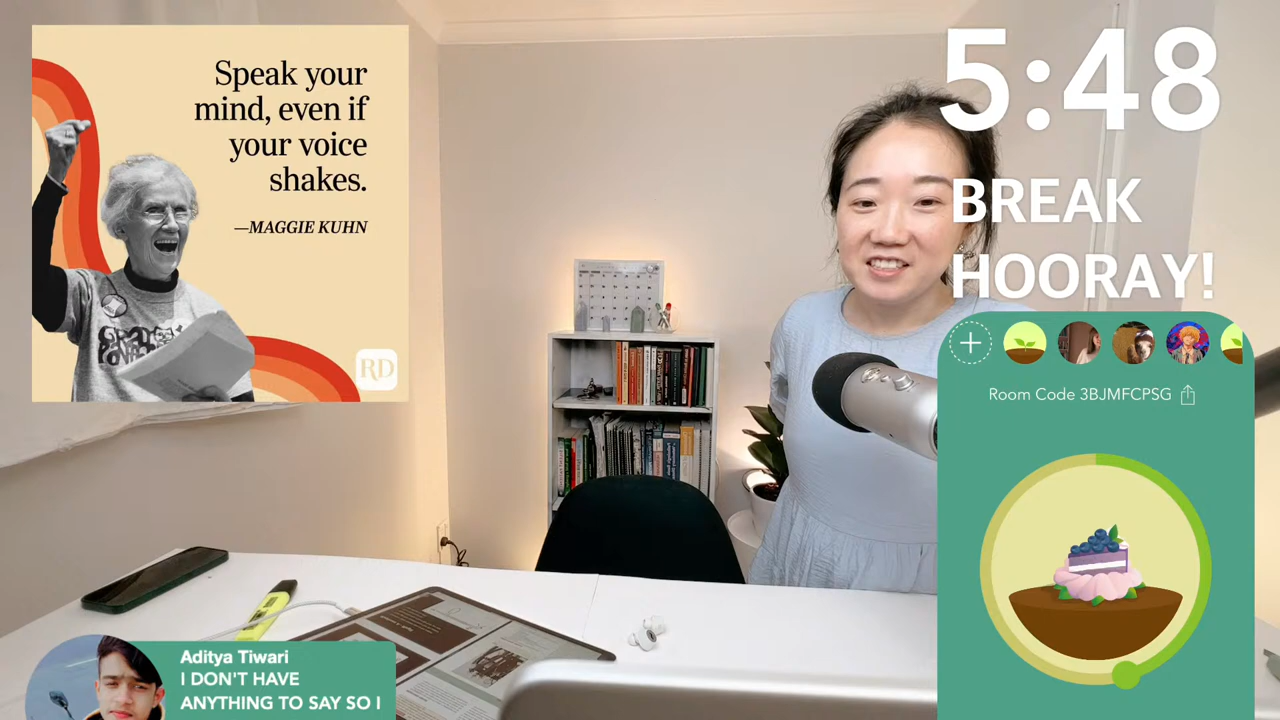 Speak your
mind, even if
your voice
shakes.
—MAGGIE KUHN
RD
5:48
BREAK
HOORAY!
Room Code 3BJMFCPSG
Aditya Tiwari
I DON'T HAVE
ANYTHING TO SAY SO I